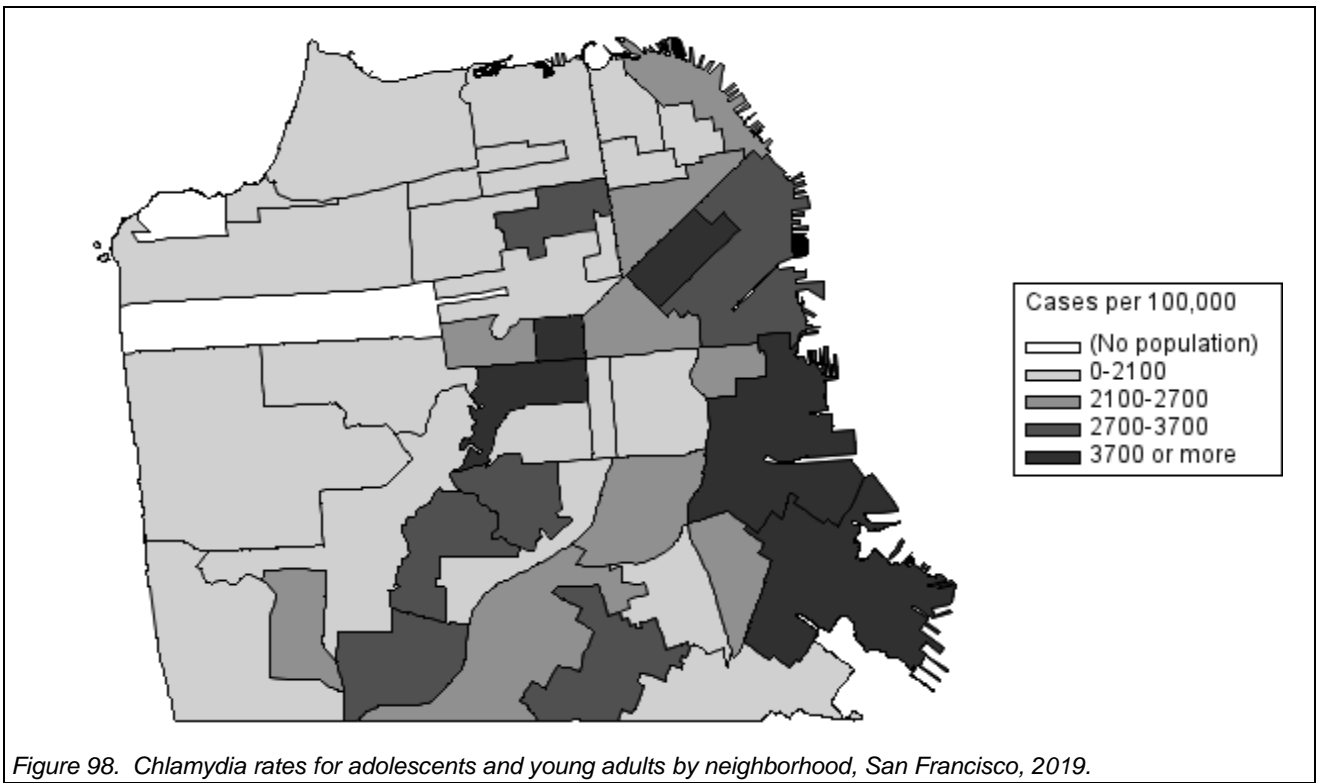 Cases per 100,000
(No population)
0-2100
2100-2700
2700-3700
3700 or more
Figure 98. Chlamydia rates for adolescents and young adults by neighborhood, San Francisco, 2019.